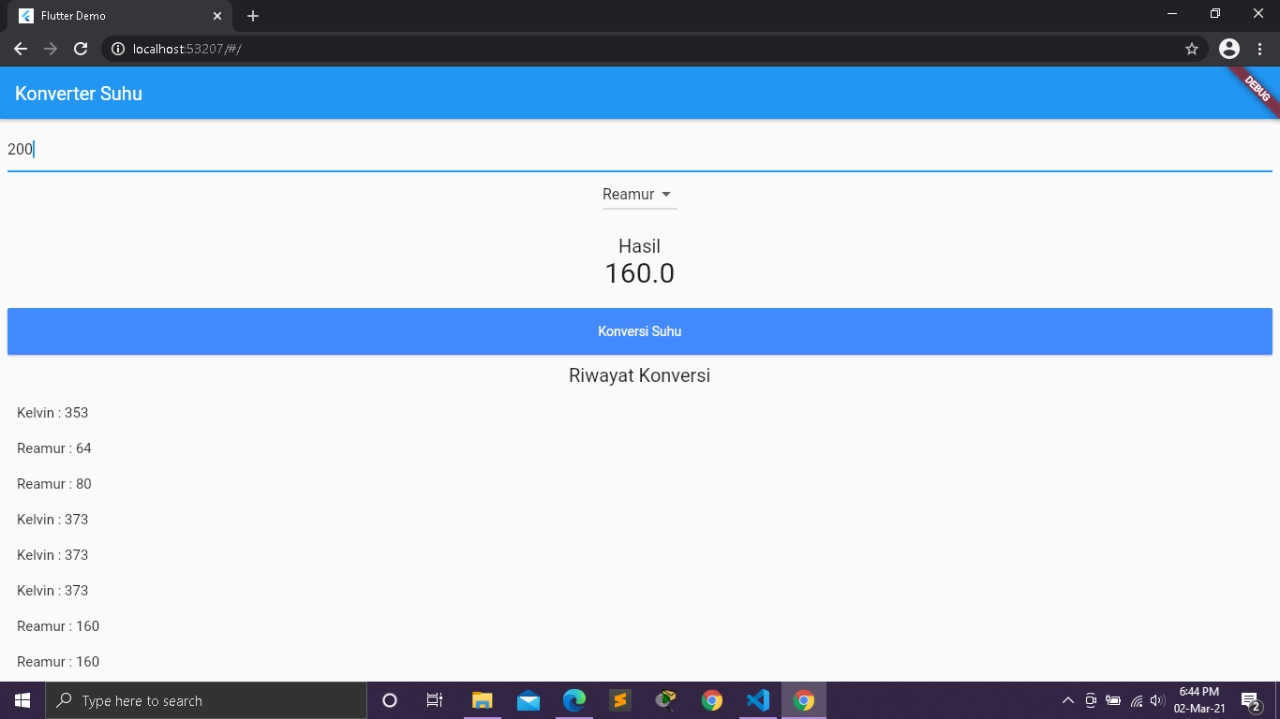 Flutter Demo
localhost:53207/#/
Konverter Suhu
DEBUG
200
Reamur
Hasil
160.0
Konversi Suhu
Riwayat Konversi
Kelvin : 353
Reamur : 64
Reamur : 80
Kelvin : 373
Kelvin : 373
Kelvin : 373
Reamur : 160
Reamur : 160
Type here to search
6:44 PM
02-Mar-21
2